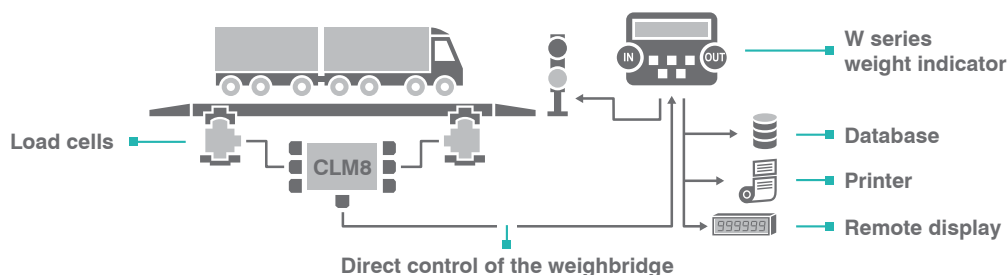 W series
weight indicator
IN
OUT
Load cells
CLM8
Database
Printer
999999
Remote display
Direct control of the weighbridge